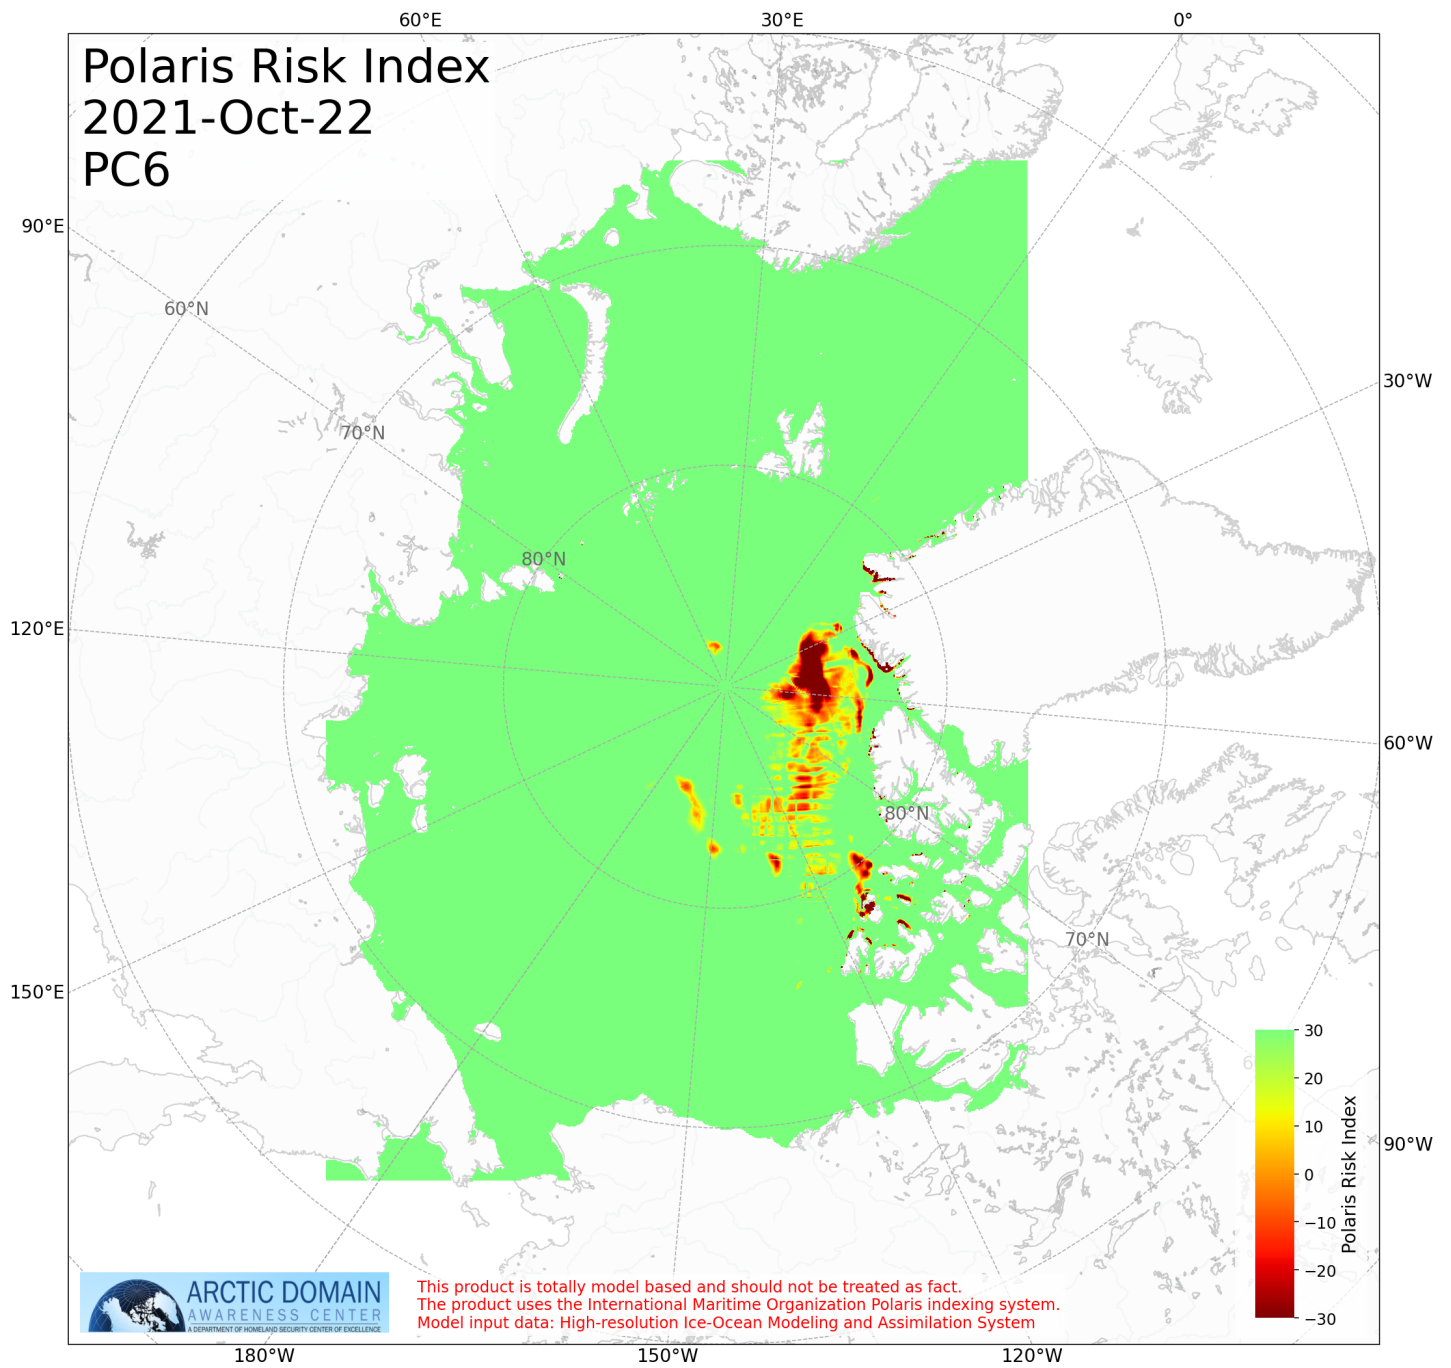 60°E
30°E
0°
Polaris Risk Index
2021-Oct-22
PC6
90°E
60°N
30°W
70°N
80°N
120°E
60°W
80°N
70°N
150°E
30
20
10
0
−10
−20
−30
Polaris Risk Index
90°W
ARCTIC DOMAIN
AWARENESS CENTER
A DEPARTMENT OF HOMELAND SECURITY CENTER OF EXCELLENCE
This product is totally model based and should not be treated as fact.
The product uses the International Maritime Organization Polaris indexing system.
Model input data: High-resolution Ice-Ocean Modeling and Assimilation System
180°W
150°W
120°W